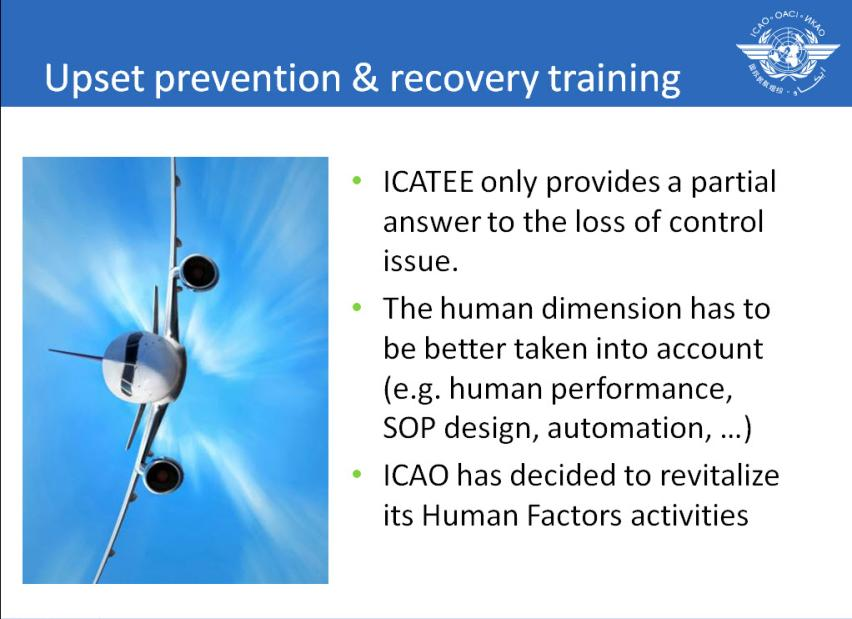 Upset prevention & recovery training
ICAO · OACI · ИКАО
• ICATEE only provides a partial
answer to the loss of control
issue.
• The human dimension has to
be better taken into account
(e.g. human performance,
SOP design, automation, …)
• ICAO has decided to revitalize
its Human Factors activities